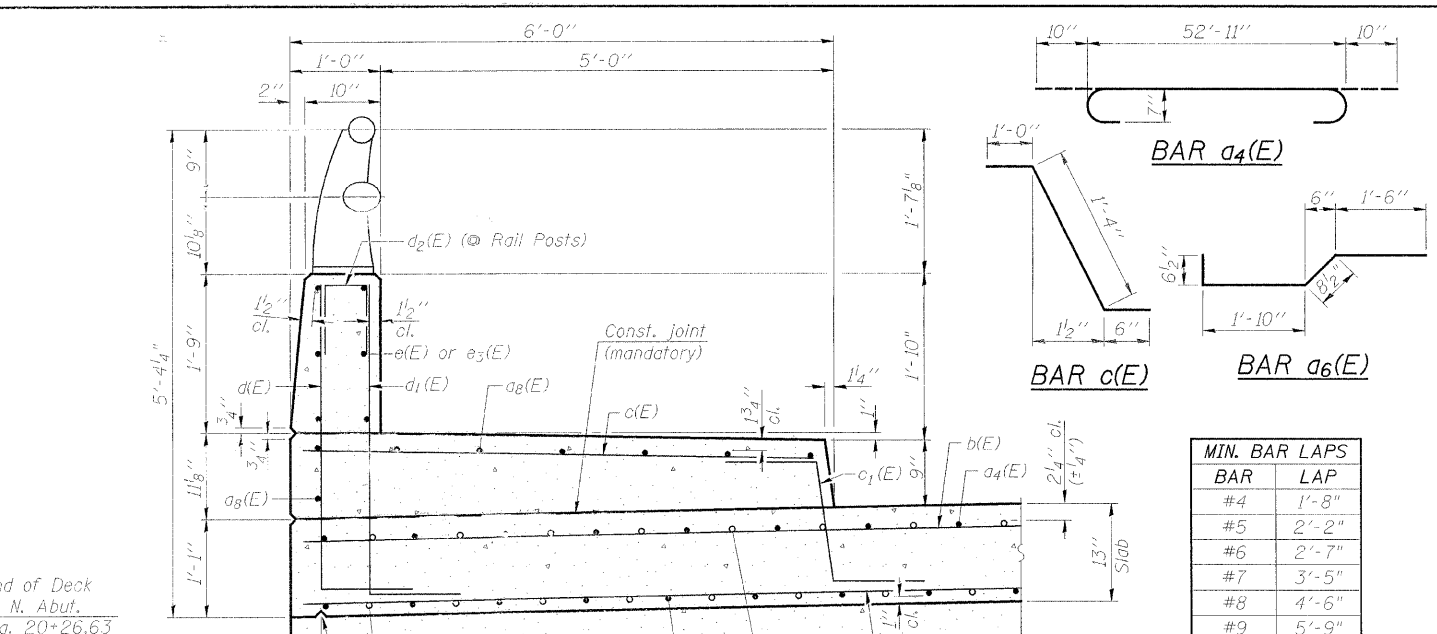 6'-0"
1'-0"
5'-0"
2"
10"
9"
10⅛"
1'-7⅛"
5'-4¼"
d₂(E) (@ Rail Posts)
1½" cl.
1½" cl.
1'-9"
1'-10"
Const. joint
(mandatory)
e(E) or e₃(E)
d(E)
d₁(E)
a₈(E)
c(E)
1¾" cl.
1¼"
1"
¾"
¾"
b(E)
a₄(E)
2¼" cl.
(±¼")
11⅛"
a₈(E)
c₁(E)
9"
1'-1"
13"
Slab
1" cl.
nd of Deck
N. Abut.
a. 20+26.63
10"
52'-11"
10"
7"
BAR a₄(E)
1'-0"
1'-4"
1½"
6"
BAR c(E)
6"
1'-6"
6½"
8½"
1'-10"
BAR a₆(E)
MIN. BAR LAPS
BAR LAP
#4 1'-8"
#5 2'-2"
#6 2'-7"
#7 3'-5"
#8 4'-6"
#9 5'-9"